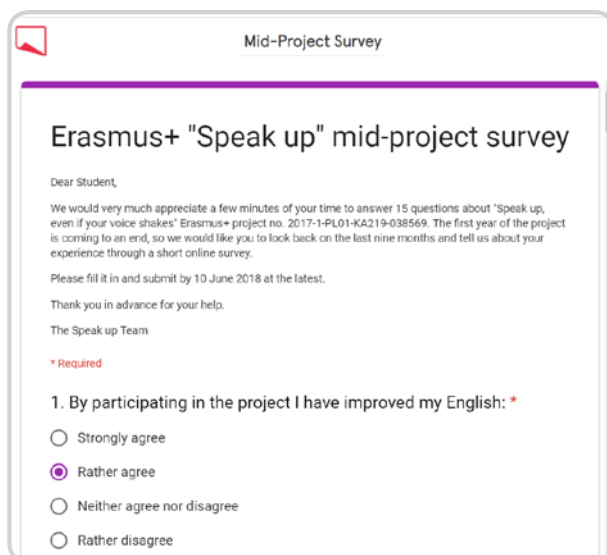 Mid-Project Survey
Erasmus+ "Speak up" mid-project survey
Dear Student,
We would very much appreciate a few minutes of your time to answer 15 questions about "Speak up,
even if your voice shakes" Erasmus+ project no. 2017-1-PL01-KA219-038569. The first year of the project
is coming to an end, so we would like you to look back on the last nine months and tell us about your
experience through a short online survey.
Please fill it in and submit by 10 June 2018 at the latest.
Thank you in advance for your help.
The Speak up Team
* Required
1. By participating in the project I have improved my English: *
Strongly agree
Rather agree
Neither agree nor disagree
Rather disagree